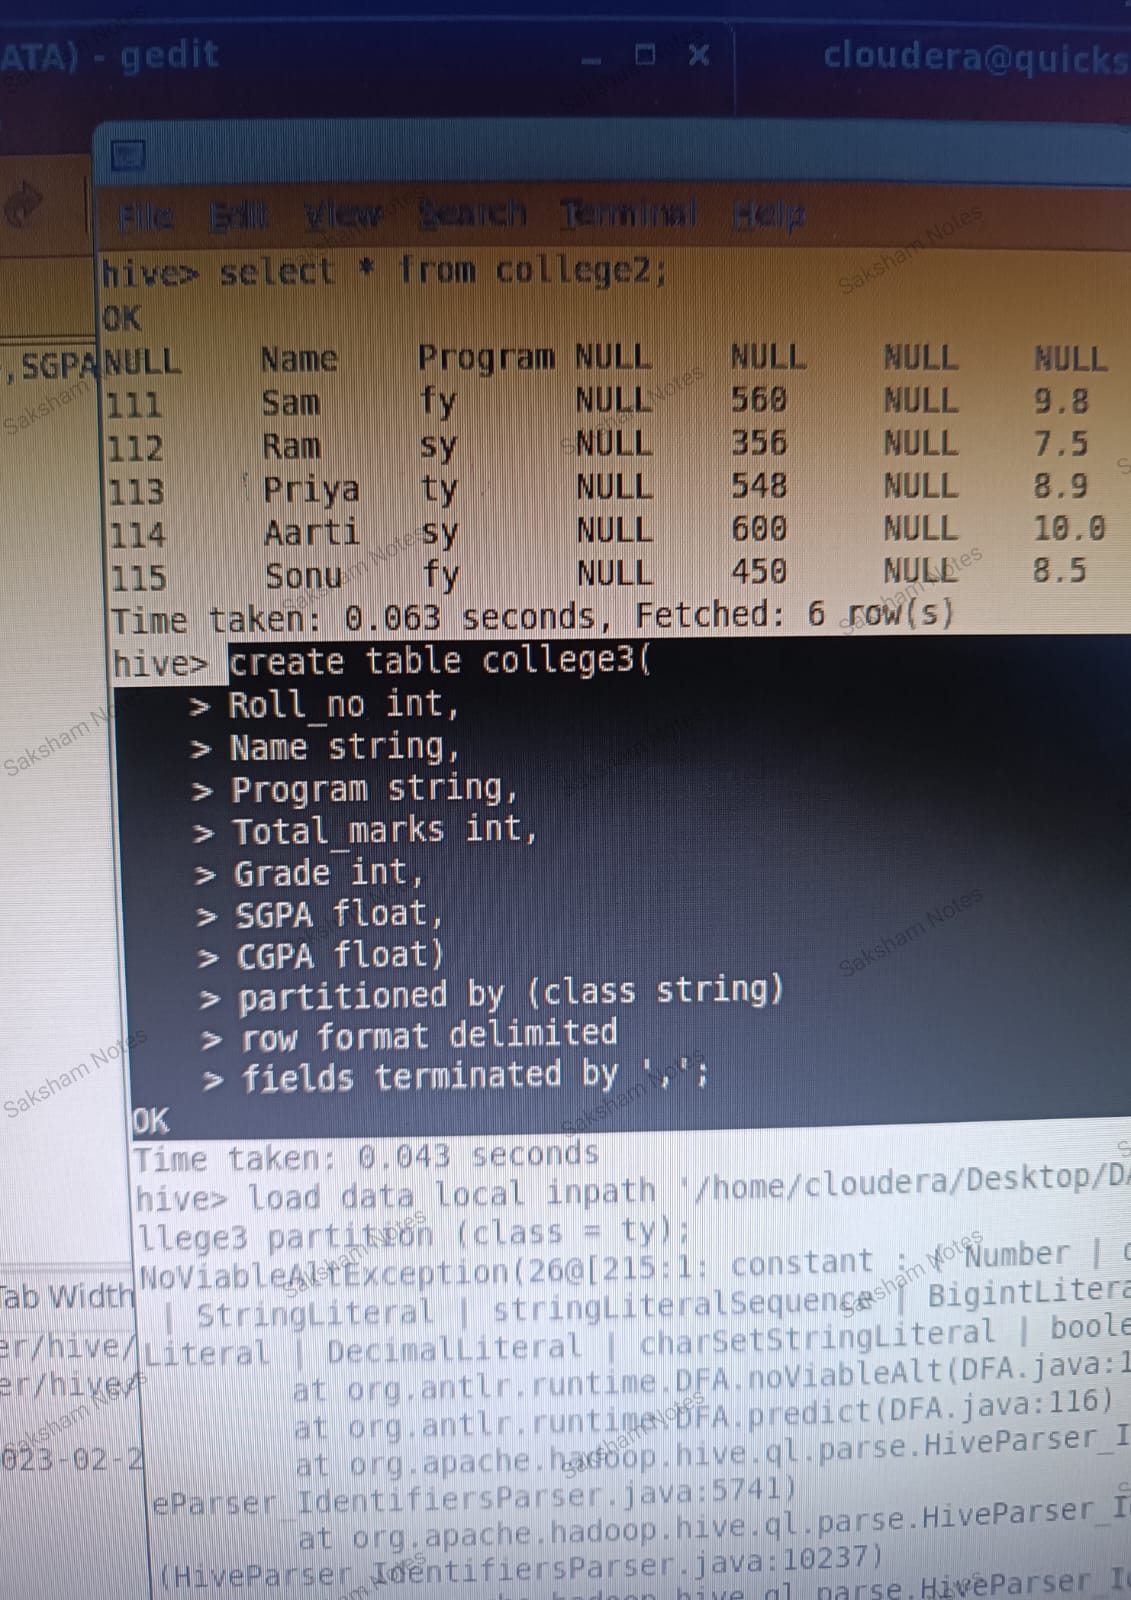 ATA) - gedit
cloudera@quicks
File Edit View Search Terminal Help
hive> select * from college2;
OK
,SGPA NULL Name Program NULL NULL NULL NULL
111 Sam fy NULL 560 NULL 9.8
112 Ram sy NULL 356 NULL 7.5
113 Priya ty NULL 548 NULL 8.9
114 Aarti sy NULL 600 NULL 10.0
115 Sonu fy NULL 450 NULL 8.5
Time taken: 0.063 seconds, Fetched: 6 row(s)
hive> create table college3(
> Roll_no int,
> Name string,
> Program string,
> Total_marks int,
> Grade int,
> SGPA float,
> CGPA float)
> partitioned by (class string)
> row format delimited
> fields terminated by ',';
OK
Time taken: 0.043 seconds
hive> load data local inpath '/home/cloudera/Desktop/DA
llege3 partition (class = ty);
NoViableAltException(26@[215:1: constant : ( Number |
Tab Width
| StringLiteral | stringLiteralSequence | BigintLitera
er/hive/
Literal | DecimalLiteral | charSetStringLiteral | boole
er/hive/
at org.antlr.runtime.DFA.noViableAlt(DFA.java:1
at org.antlr.runtime.DFA.predict(DFA.java:116)
023-02-2
at org.apache.hadoop.hive.ql.parse.HiveParser_I
eParser_IdentifiersParser.java:5741)
at org.apache.hadoop.hive.ql.parse.HiveParser_I
(HiveParser_IdentifiersParser.java:10237)
hive.ql.parse.HiveParser_I
Saksham Notes